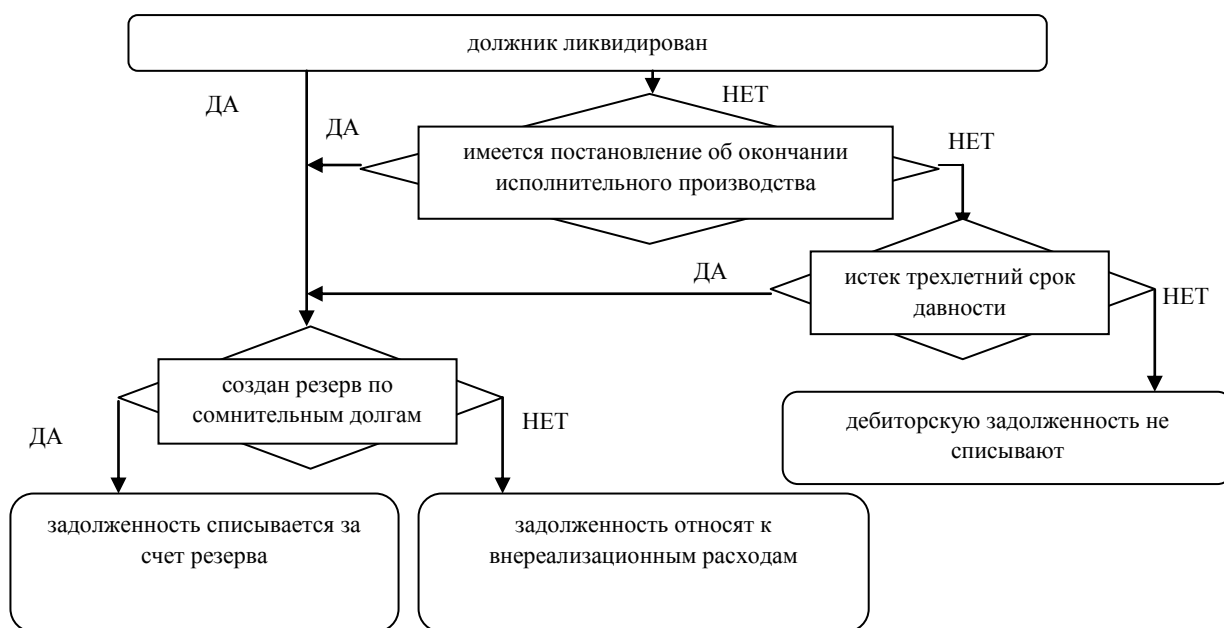 должник ликвидирован
ДА
НЕТ
ДА
имеется постановление об окончании
исполнительного производства
НЕТ
ДА
истек трехлетний срок
давности
НЕТ
создан резерв по
сомнительным долгам
ДА
НЕТ
дебиторскую задолженность не
списывают
задолженность списывается за
счет резерва
задолженность относят к
внереализационным расходам